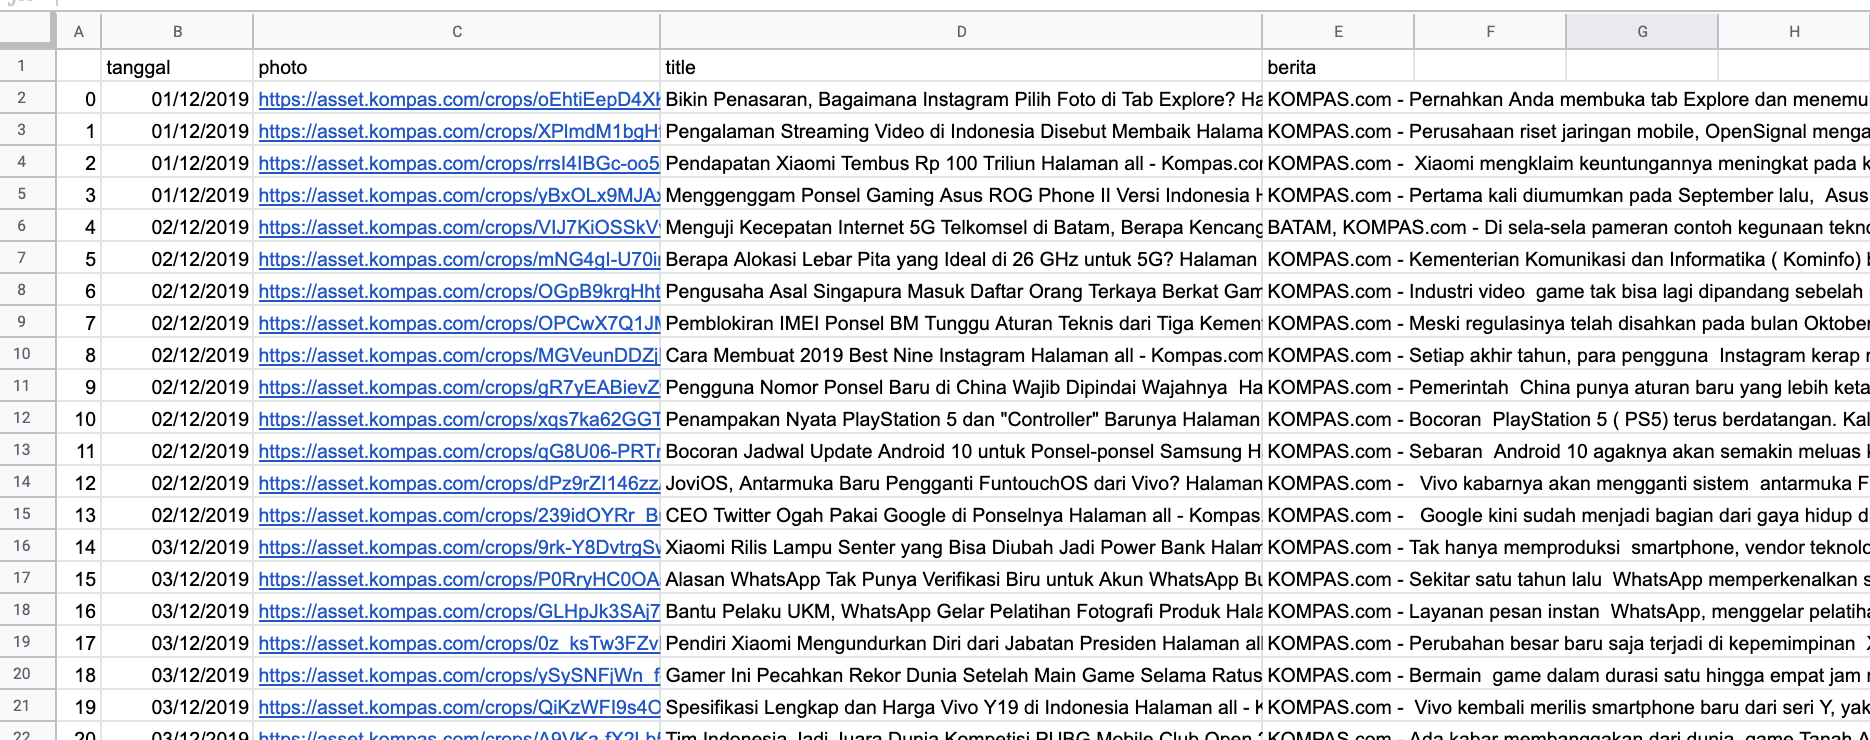 A B C D E F G H
1 tanggal photo title berita
2 0 01/12/2019 https://asset.kompas.com/crops/oEhtiEepD4XK Bikin Penasaran, Bagaimana Instagram Pilih Foto di Tab Explore? Ha KOMPAS.com - Pernahkan Anda membuka tab Explore dan menemu
3 1 01/12/2019 https://asset.kompas.com/crops/XPlmdM1bgH Pengalaman Streaming Video di Indonesia Disebut Membaik Halama KOMPAS.com - Perusahaan riset jaringan mobile, OpenSignal menga
4 2 01/12/2019 https://asset.kompas.com/crops/rrsI4IBGc-oo5 Pendapatan Xiaomi Tembus Rp 100 Triliun Halaman all - Kompas.co KOMPAS.com - Xiaomi mengklaim keuntungannya meningkat pada k
5 3 01/12/2019 https://asset.kompas.com/crops/yBxOLx9MJA Menggenggam Ponsel Gaming Asus ROG Phone II Versi Indonesia H KOMPAS.com - Pertama kali diumumkan pada September lalu, Asus
6 4 02/12/2019 https://asset.kompas.com/crops/VIJ7KiOSSkV Menguji Kecepatan Internet 5G Telkomsel di Batam, Berapa Kencang BATAM, KOMPAS.com - Di sela-sela pameran contoh kegunaan tekno
7 5 02/12/2019 https://asset.kompas.com/crops/mNG4gI-U70i Berapa Alokasi Lebar Pita yang Ideal di 26 GHz untuk 5G? Halaman KOMPAS.com - Kementerian Komunikasi dan Informatika ( Kominfo) b
8 6 02/12/2019 https://asset.kompas.com/crops/OGpB9krgHht Pengusaha Asal Singapura Masuk Daftar Orang Terkaya Berkat Gam KOMPAS.com - Industri video game tak bisa lagi dipandang sebelah
9 7 02/12/2019 https://asset.kompas.com/crops/OPCwX7Q1J Pemblokiran IMEI Ponsel BM Tunggu Aturan Teknis dari Tiga Kemen KOMPAS.com - Meski regulasinya telah disahkan pada bulan Oktober
10 8 02/12/2019 https://asset.kompas.com/crops/MGVeunDDZj Cara Membuat 2019 Best Nine Instagram Halaman all - Kompas.com KOMPAS.com - Setiap akhir tahun, para pengguna Instagram kerap
11 9 02/12/2019 https://asset.kompas.com/crops/gR7yEABievZ Pengguna Nomor Ponsel Baru di China Wajib Dipindai Wajahnya Ha KOMPAS.com - Pemerintah China punya aturan baru yang lebih keta
12 10 02/12/2019 https://asset.kompas.com/crops/xqs7ka62GGT Penampakan Nyata PlayStation 5 dan "Controller" Barunya Halaman KOMPAS.com - Bocoran PlayStation 5 ( PS5) terus berdatangan. Kal
13 11 02/12/2019 https://asset.kompas.com/crops/qG8U06-PRT Bocoran Jadwal Update Android 10 untuk Ponsel-ponsel Samsung H KOMPAS.com - Sebaran Android 10 agaknya akan semakin meluas
14 12 02/12/2019 https://asset.kompas.com/crops/dPz9rZI146zz JoviOS, Antarmuka Baru Pengganti FuntouchOS dari Vivo? Halaman KOMPAS.com - Vivo kabarnya akan mengganti sistem antarmuka F
15 13 02/12/2019 https://asset.kompas.com/crops/239idOYRr_B CEO Twitter Ogah Pakai Google di Ponselnya Halaman all - Kompas. KOMPAS.com - Google kini sudah menjadi bagian dari gaya hidup d
16 14 03/12/2019 https://asset.kompas.com/crops/9rk-Y8DvtrgS Xiaomi Rilis Lampu Senter yang Bisa Diubah Jadi Power Bank Halam KOMPAS.com - Tak hanya memproduksi smartphone, vendor teknolo
17 15 03/12/2019 https://asset.kompas.com/crops/P0RryHC0OA Alasan WhatsApp Tak Punya Verifikasi Biru untuk Akun WhatsApp Bu KOMPAS.com - Sekitar satu tahun lalu WhatsApp memperkenalkan s
18 16 03/12/2019 https://asset.kompas.com/crops/GLHpJk3SAj7 Bantu Pelaku UKM, WhatsApp Gelar Pelatihan Fotografi Produk Hala KOMPAS.com - Layanan pesan instan WhatsApp, menggelar pelatiha
19 17 03/12/2019 https://asset.kompas.com/crops/0z_ksTw3FZv Pendiri Xiaomi Mengundurkan Diri dari Jabatan Presiden Halaman all KOMPAS.com - Perubahan besar baru saja terjadi di kepemimpinan X
20 18 03/12/2019 https://asset.kompas.com/crops/ySySNFjWn_f Gamer Ini Pecahkan Rekor Dunia Setelah Main Game Selama Ratus KOMPAS.com - Bermain game dalam durasi satu hingga empat jam
21 19 03/12/2019 https://asset.kompas.com/crops/QiKzWFI9s4O Spesifikasi Lengkap dan Harga Vivo Y19 di Indonesia Halaman all - K KOMPAS.com - Vivo kembali merilis smartphone baru dari seri Y, yak
22 20 03/12/2019 https://asset.kompas.com/crops/ Tim Indonesia Jadi Juara Dunia Kompetisi PUBG Mobile Club Open KOMPAS.com - Ada kabar membanggakan dari dunia game Tanah A